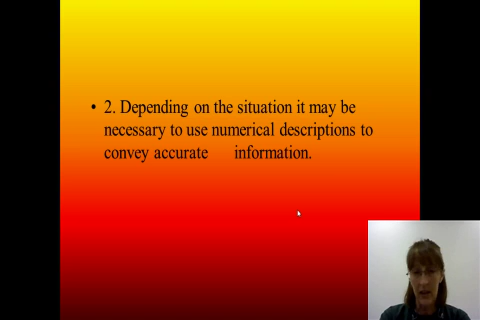 • 2. Depending on the situation it may be
necessary to use numerical descriptions to
convey accurate information.